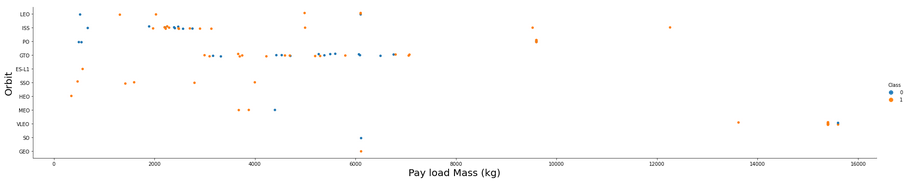 LEO
ISS
PO
GTO
ES-L1
SSO
HEO
MEO
VLEO
SO
GEO
Orbit
0
2000
4000
6000
8000
10000
12000
14000
16000
Pay load Mass (kg)
Class
0
1